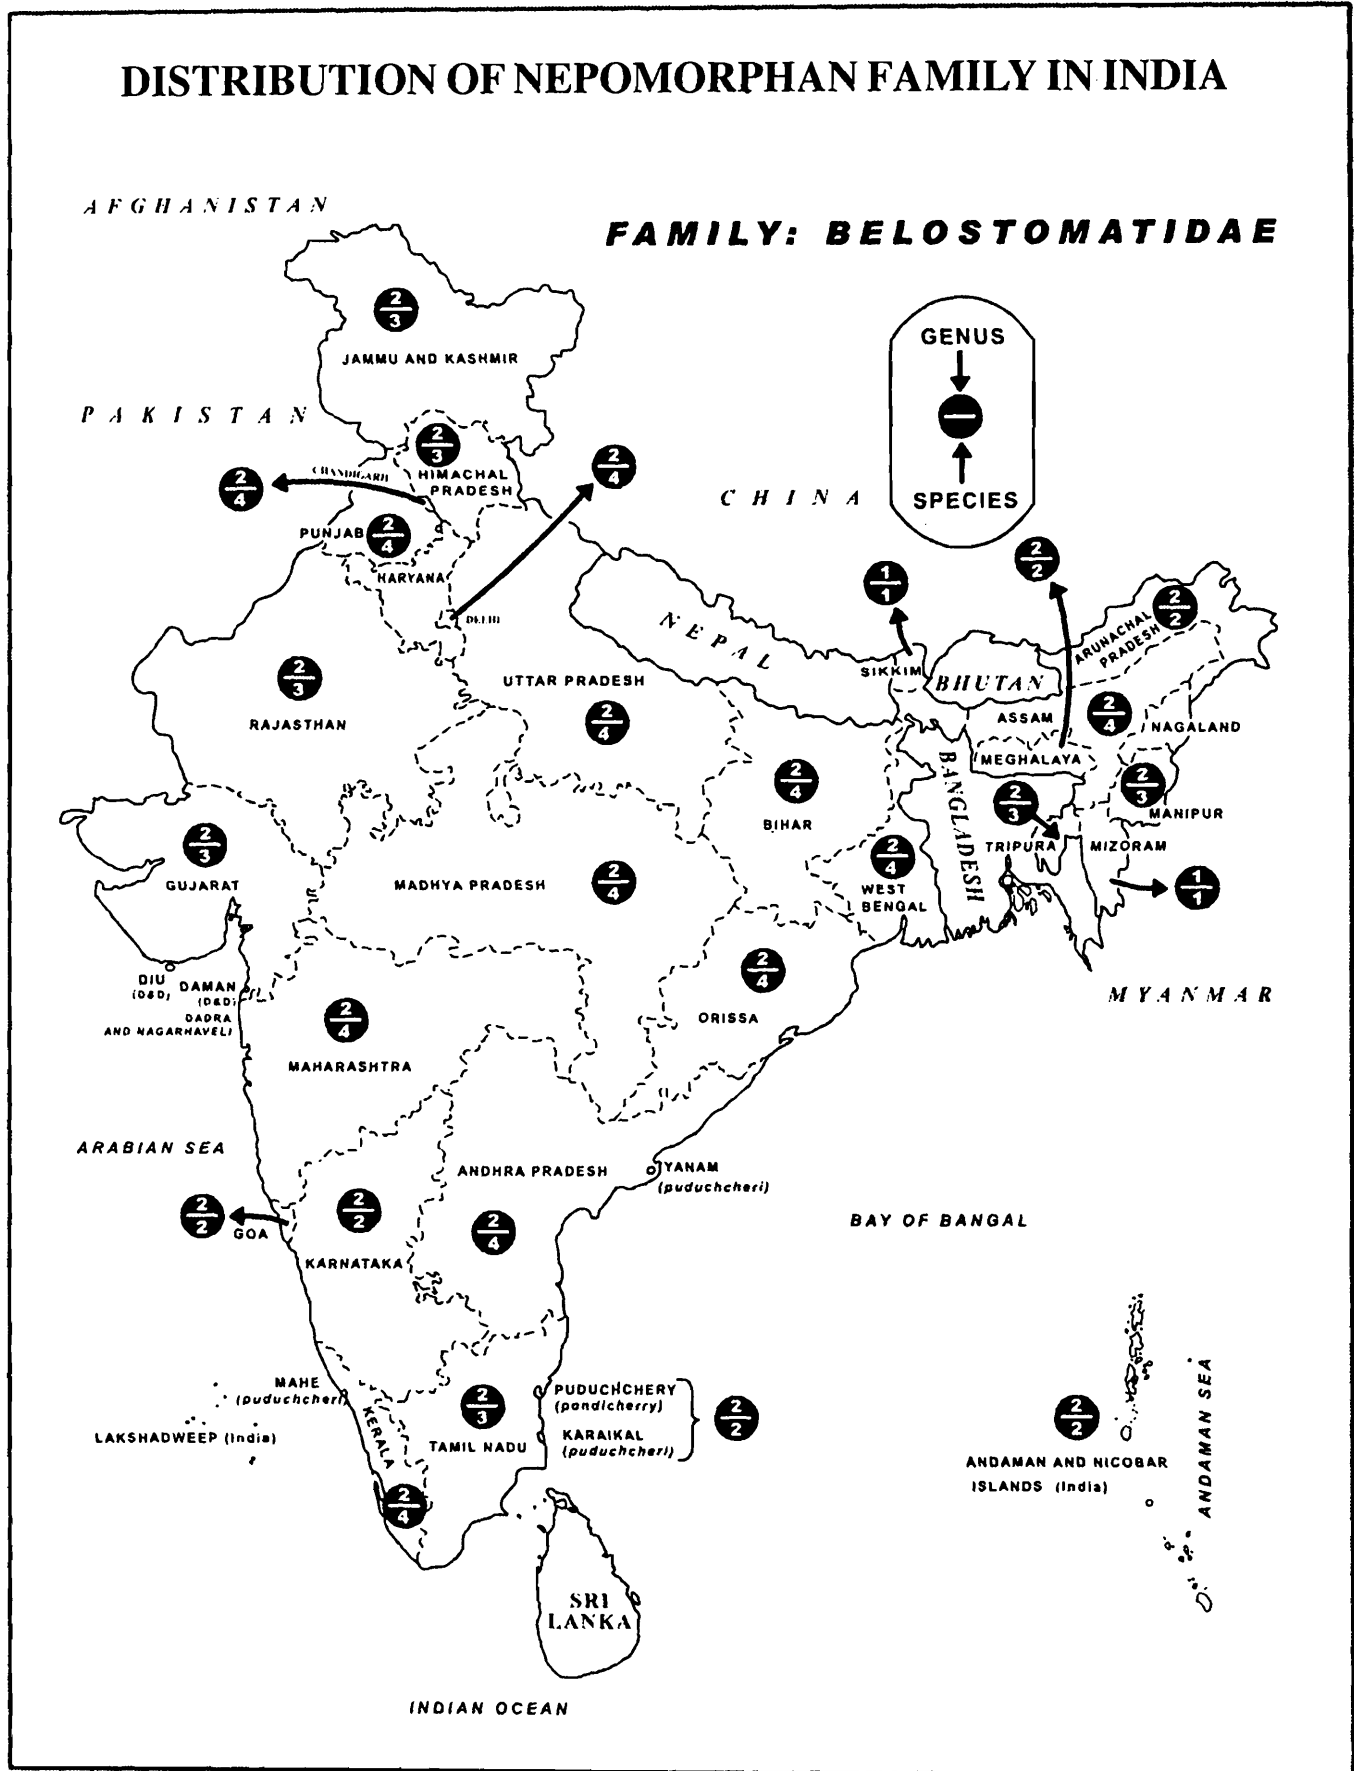 DISTRIBUTION OF NEPOMORPHAN FAMILY IN INDIA
AFGHANISTAN
FAMILY: BELOSTOMATIDAE
2
3
JAMMU AND KASHMIR
GENUS
SPECIES
PAKISTAN
2
3
HIMACHAL
PRADESH
CHANDIGARH
2
4
2
4
CHINA
PUNJAB
2
4
HARYANA
DELHI
NEPAL
1
1
SIKKIM
2
2
BHUTAN
ARUNACHAL
PRADESH
2
2
2
3
RAJASTHAN
UTTAR PRADESH
2
4
ASSAM
2
4
NAGALAND
MEGHALAYA
BANGLADESH
2
4
BIHAR
2
3
TRIPURA
2
3
MANIPUR
MIZORAM
1
1
2
3
GUJARAT
MADHYA PRADESH
2
4
2
4
WEST
BENGAL
DIU
(D&D)
DAMAN
(D&D)
DADRA
AND NAGARHAVELI
2
4
ORISSA
MYANMAR
2
4
MAHARASHTRA
ARABIAN SEA
ANDHRA PRADESH
2
4
YANAM
(puduchcheri)
2
2
GOA
2
2
KARNATAKA
BAY OF BANGAL
MAHE
(puduchcheri)
LAKSHADWEEP (India)
KERALA
2
4
2
3
TAMIL NADU
PUDUCHCHERY
(pondicherry)
KARAIKAL
(puduchcheri)
2
2
2
2
ANDAMAN AND NICOBAR
ISLANDS (India)
ANDAMAN SEA
SRI
LANKA
INDIAN OCEAN